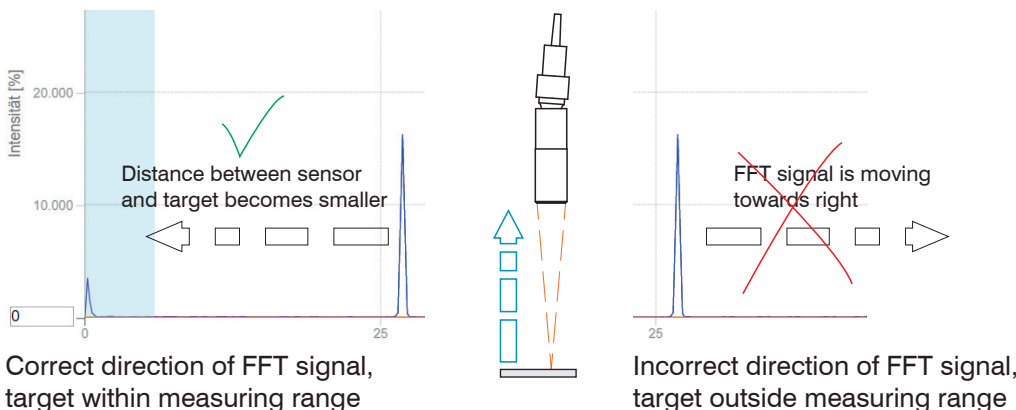 Intensität [%]
20.000
10.000
0
0
25
Distance between sensor
and target becomes smaller
Correct direction of FFT signal,
target within measuring range
FFT signal is moving
towards right
25
Incorrect direction of FFT signal,
target outside measuring range